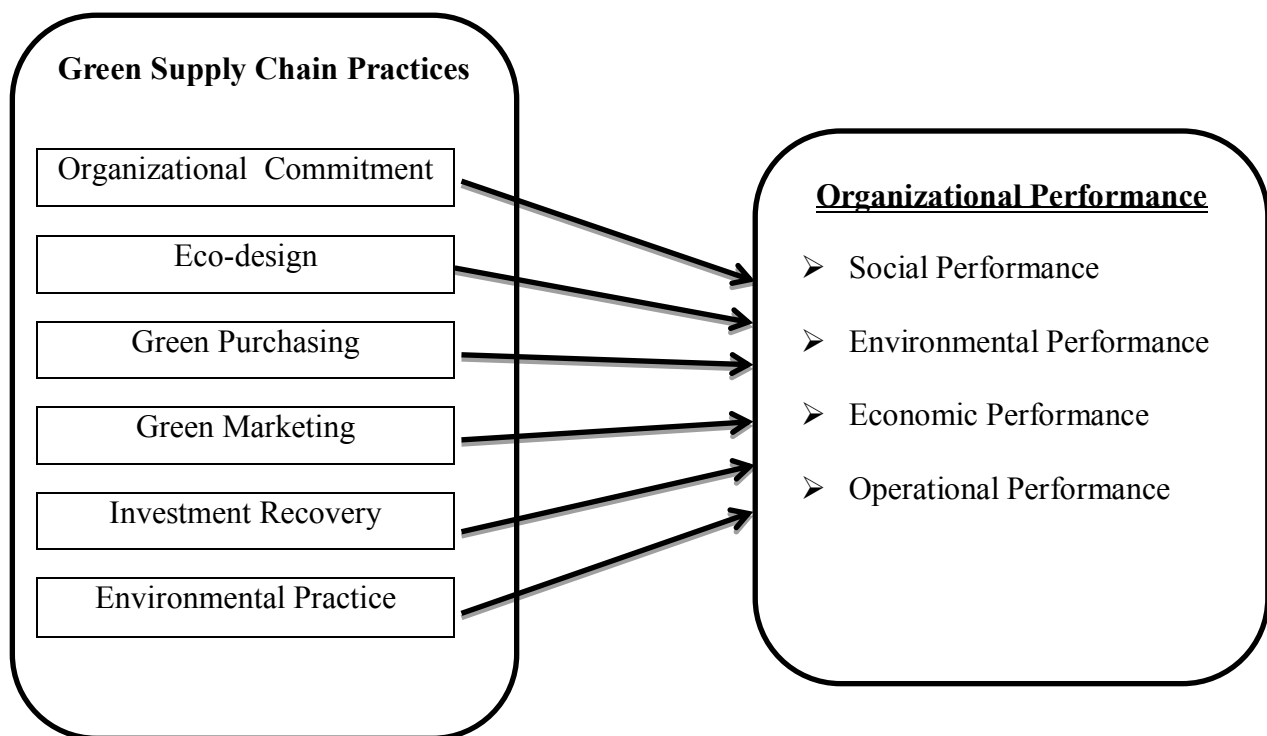 Green Supply Chain Practices
Organizational Commitment
Eco-design
Green Purchasing
Green Marketing
Investment Recovery
Environmental Practice
Organizational Performance
➢ Social Performance
➢ Environmental Performance
➢ Economic Performance
➢ Operational Performance